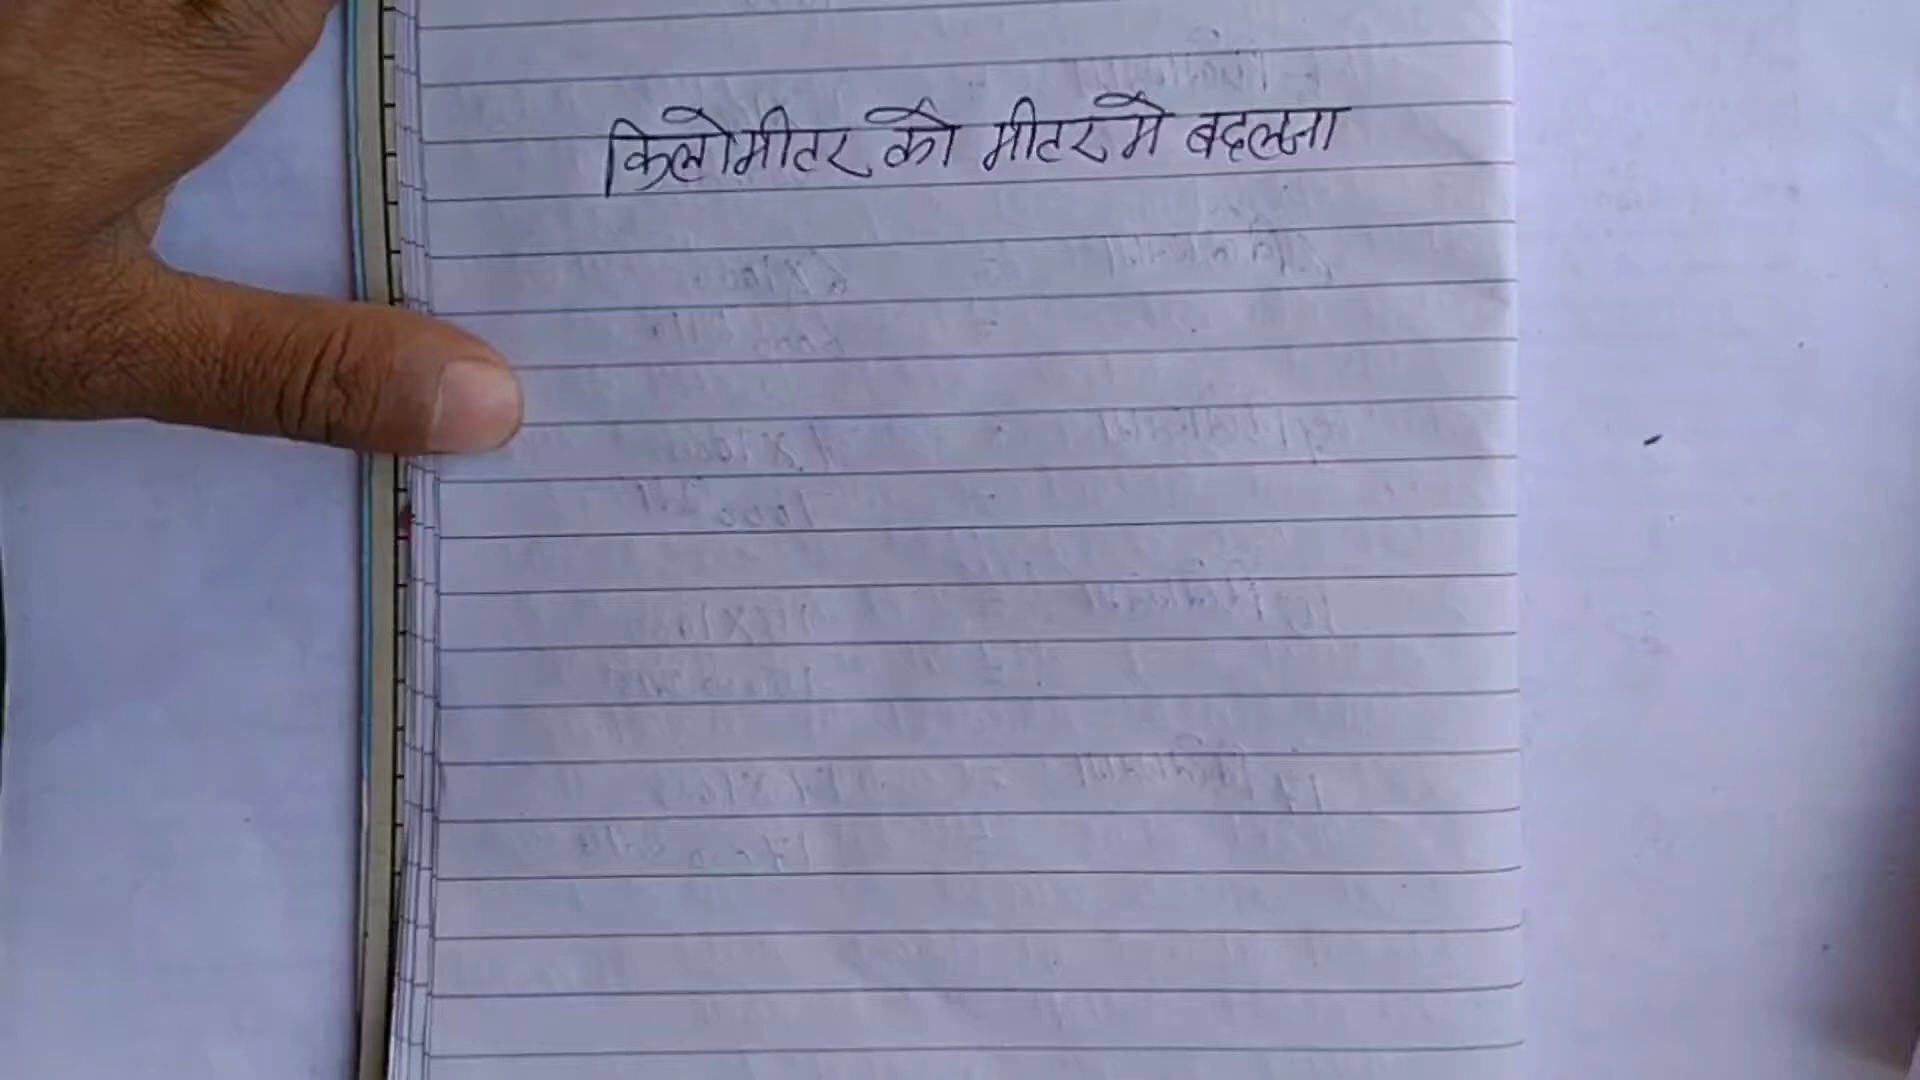 किलोमीटर को मीटर मे बदलना